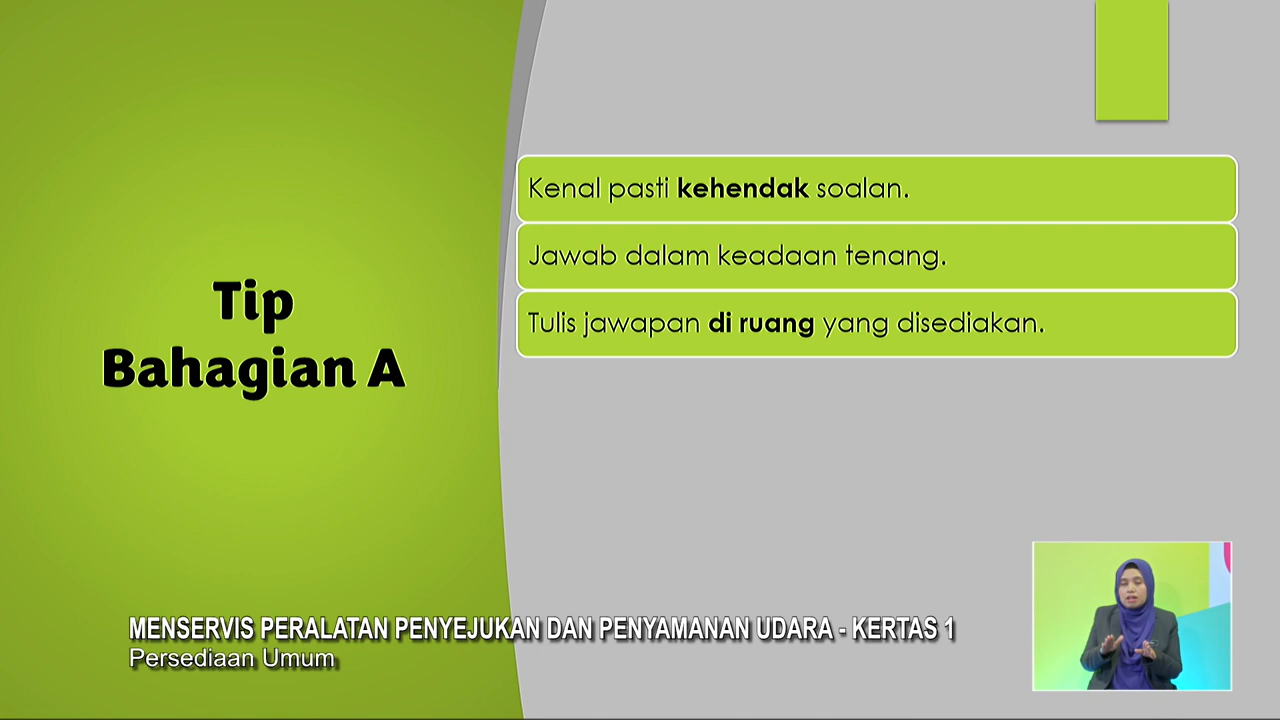 Tip
Bahagian A
Kenal pasti kehendak soalan.
Jawab dalam keadaan tenang.
Tulis jawapan di ruang yang disediakan.
MENSERVIS PERALATAN PENYEJUKAN DAN PENYAMANAN UDARA - KERTAS 1
Persediaan Umum